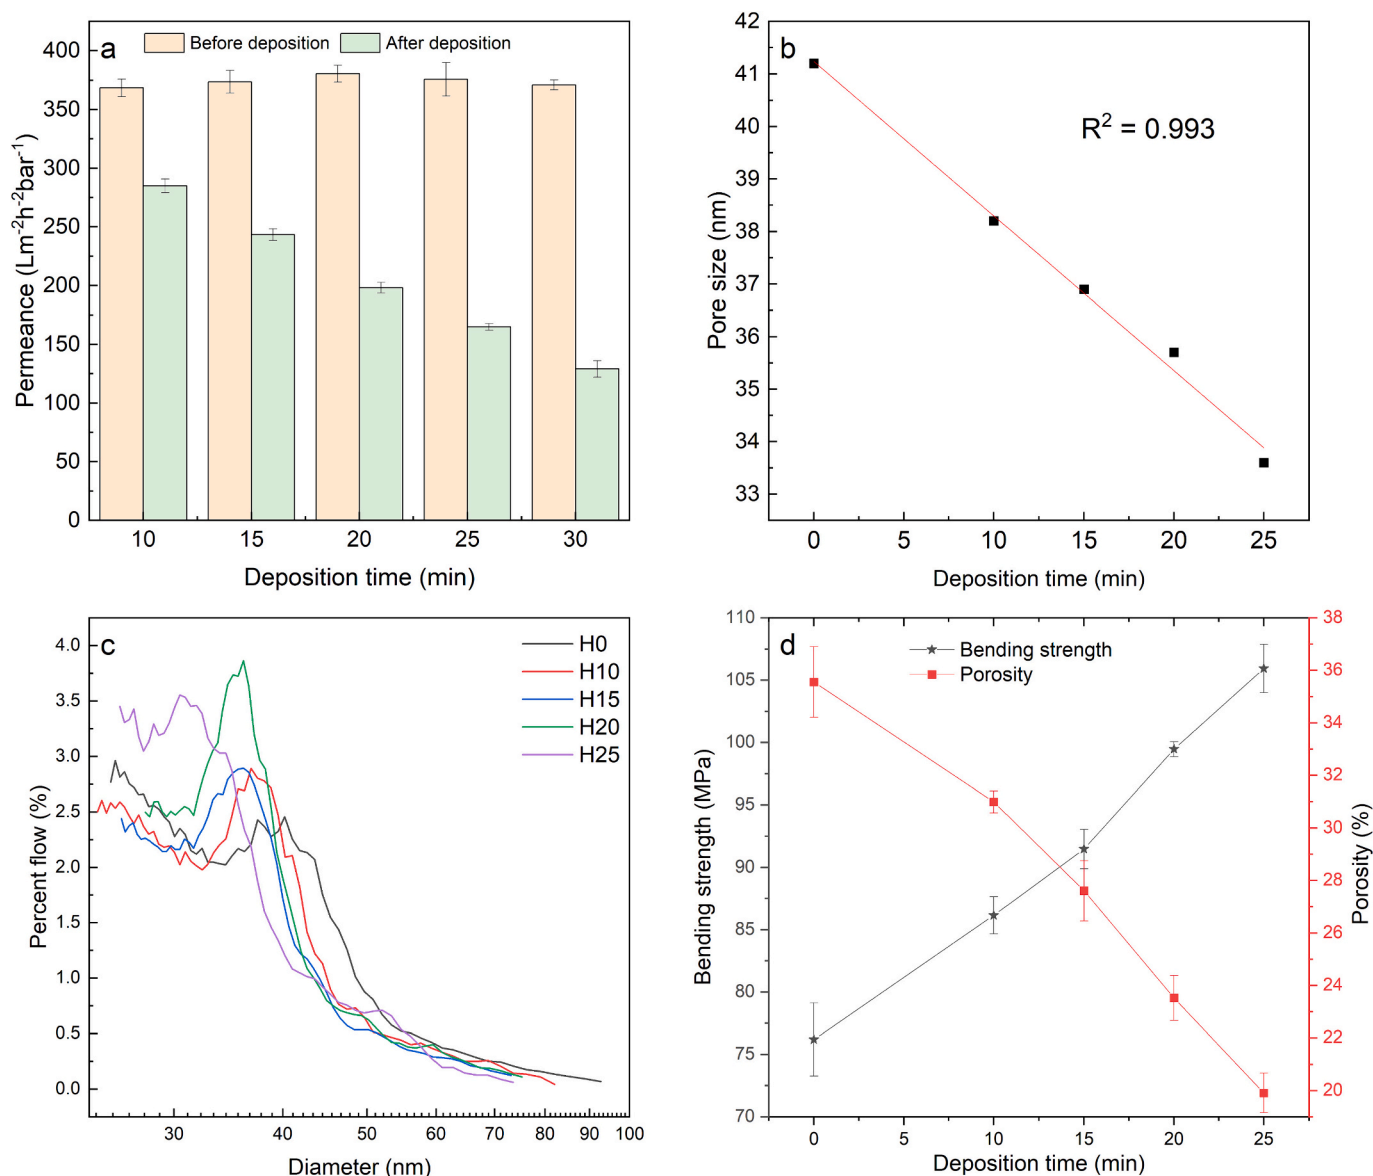 a
Before deposition
After deposition
400
350
300
250
200
150
100
50
0
Permeance (Lm⁻²h⁻²bar⁻¹)
10 15 20 25 30
Deposition time (min)
b
R² = 0.993
42
41
40
39
38
37
36
35
34
33
Pore size (nm)
0 5 10 15 20 25
Deposition time (min)
c
H0
H10
H15
H20
H25
4.0
3.5
3.0
2.5
2.0
1.5
1.0
0.5
0.0
Percent flow (%)
30 40 50 60 70 80 90 100
Diameter (nm)
d
Bending strength
Porosity
110
105
100
95
90
85
80
75
70
Bending strength (MPa)
38
36
34
32
30
28
26
24
22
20
Porosity (%)
0 5 10 15 20 25
Deposition time (min)